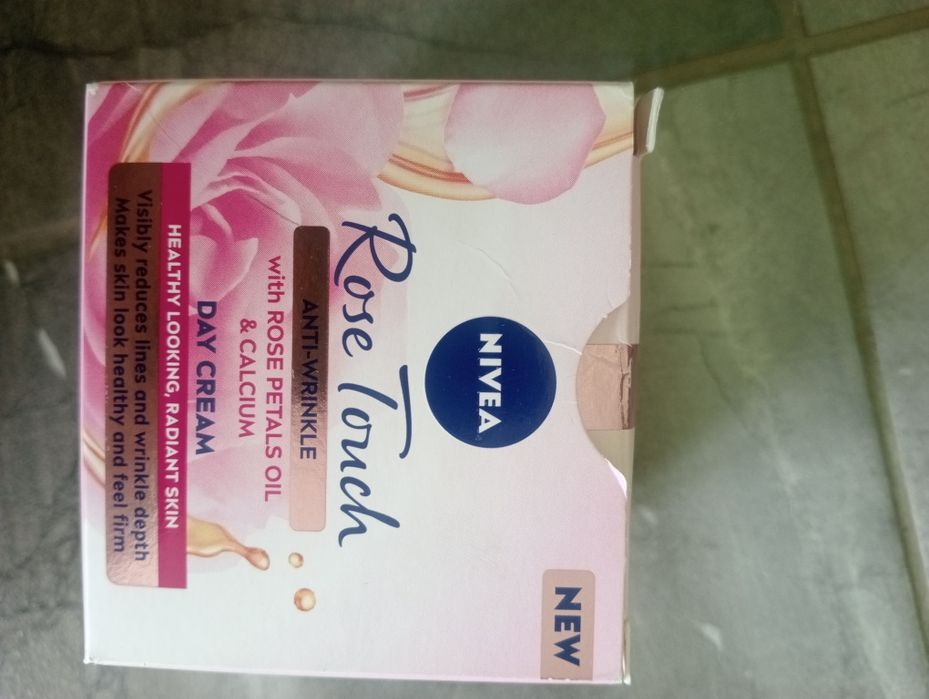 NEW
NIVEA
Rose Touch
ANTI-WRINKLE
with ROSE PETALS OIL
& CALCIUM
DAY CREAM
HEALTHY LOOKING, RADIANT SKIN
Visibly reduces lines and wrinkle depth
Makes skin look healthy and feel firm